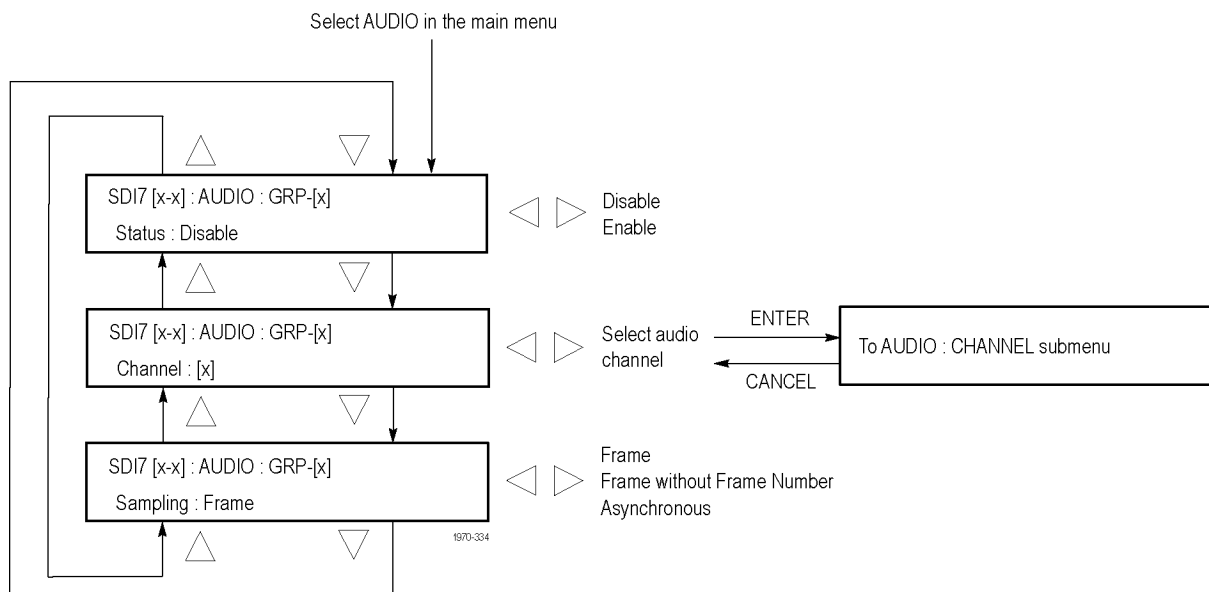 Select AUDIO in the main menu
SDI7 [x-x] : AUDIO : GRP-[x]
Status : Disable
Disable
Enable
SDI7 [x-x] : AUDIO : GRP-[x]
Channel : [x]
Select audio
channel
ENTER
CANCEL
To AUDIO : CHANNEL submenu
SDI7 [x-x] : AUDIO : GRP-[x]
Sampling : Frame
Frame
Frame without Frame Number
Asynchronous
1970-334